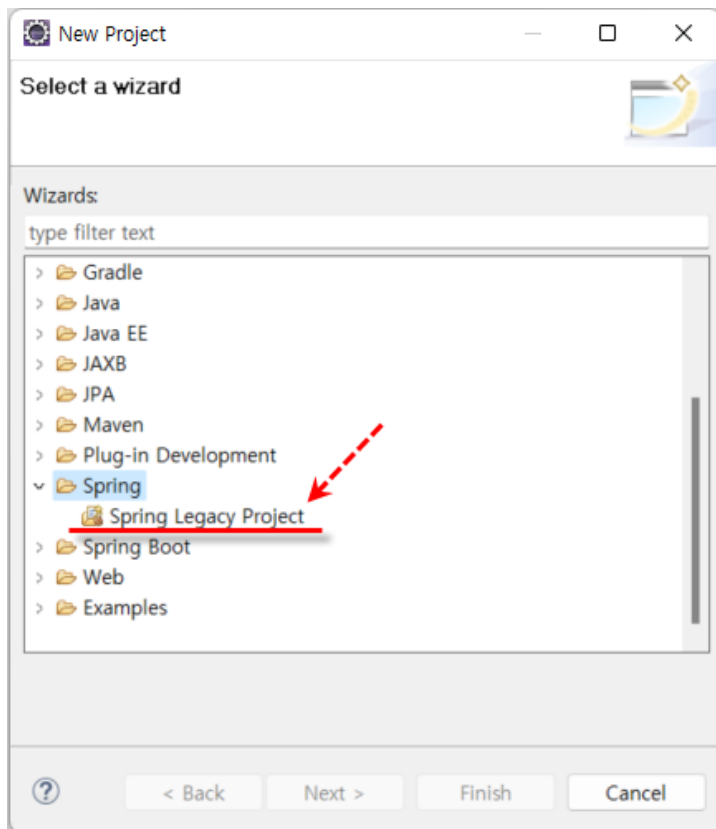 New Project
Select a wizard
Wizards:
type filter text
Gradle
Java
Java EE
JAXB
JPA
Maven
Plug-in Development
Spring
Spring Legacy Project
Spring Boot
Web
Examples
?
< Back
Next >
Finish
Cancel